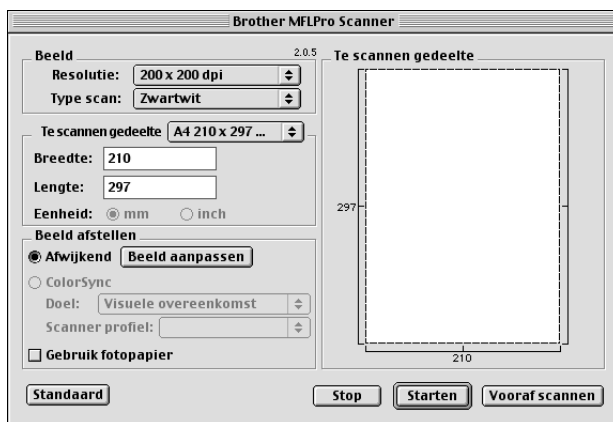 Brother MFLPro Scanner
Beeld
2.0.5
Resolutie: 200 x 200 dpi
Type scan: Zwartwit
Te scannen gedeelte A4 210 x 297 ...
Breedte: 210
Lengte: 297
Eenheid: mm inch
Beeld afstellen
Afwijkend Beeld aanpassen
ColorSync
Doel: Visuele overeenkomst
Scanner profiel:
Gebruik fotopapier
Te scannen gedeelte
297
210
Standaard Stop Starten Vooraf scannen